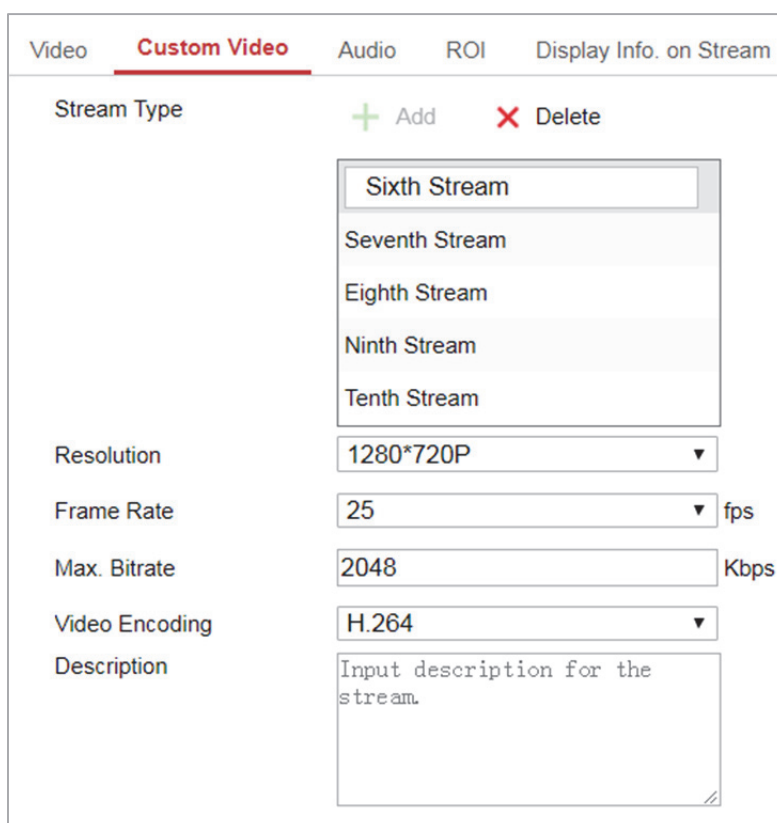 Video Custom Video Audio ROI Display Info. on Stream
Stream Type Add Delete
Sixth Stream
Seventh Stream
Eighth Stream
Ninth Stream
Tenth Stream
Resolution 1280*720P
Frame Rate 25 fps
Max. Bitrate 2048 Kbps
Video Encoding H.264
Description Input description for the
stream.